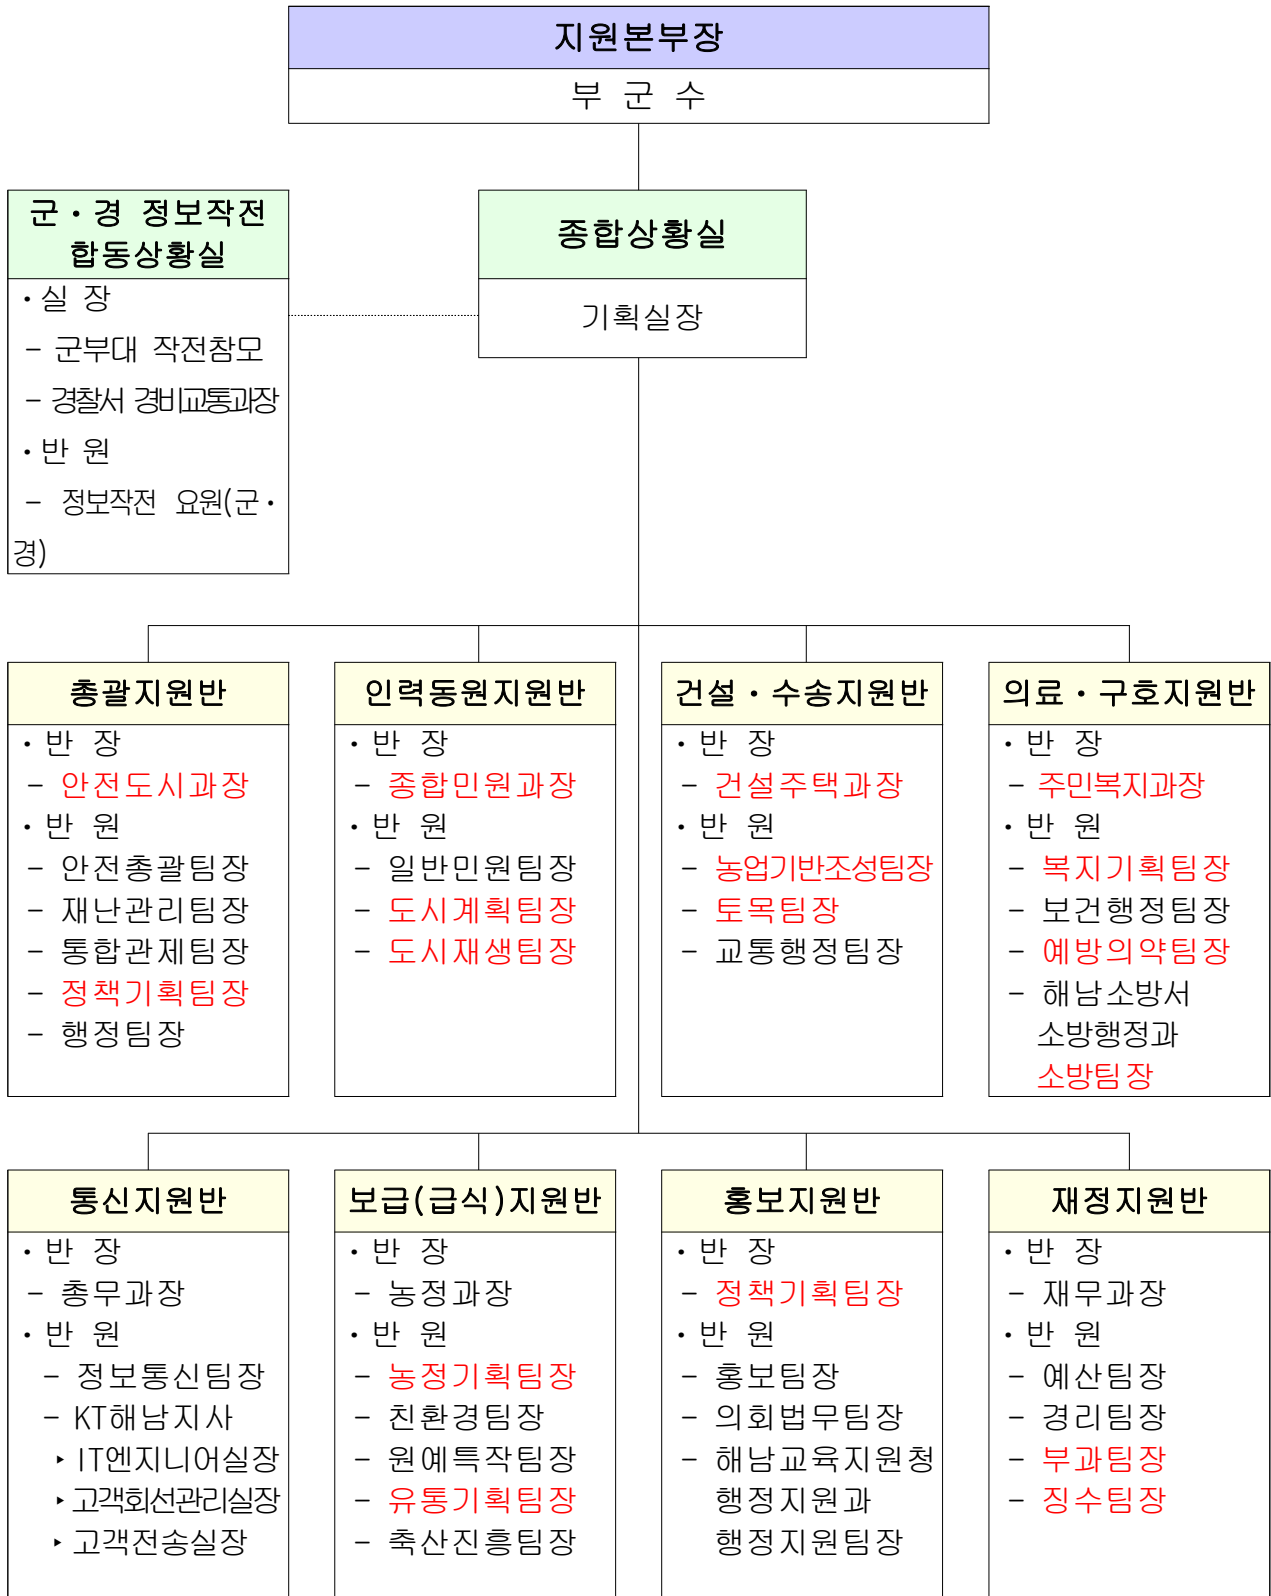 지원본부장
부 군 수
군・경 정보작전
합동상황실
・실 장
- 군부대 작전참모
- 경찰서 경비교통과장
・반 원
- 정보작전 요원(군・
경)
종합상황실
기획실장
총괄지원반
・반 장
- 안전도시과장
・반 원
- 안전총괄팀장
- 재난관리팀장
- 통합관제팀장
- 정책기획팀장
- 행정팀장
인력동원지원반
・반 장
- 종합민원과장
・반 원
- 일반민원팀장
- 도시계획팀장
- 도시재생팀장
건설・수송지원반
・반 장
- 건설주택과장
・반 원
- 농업기반조성팀장
- 토목팀장
- 교통행정팀장
의료・구호지원반
・반 장
- 주민복지과장
・반 원
- 복지기획팀장
- 보건행정팀장
- 예방의약팀장
- 해남소방서
소방행정과
소방팀장
통신지원반
・반 장
- 총무과장
・반 원
- 정보통신팀장
- KT해남지사
‣IT엔지니어실장
‣고객회선관리실장
‣고객전송실장
보급(급식)지원반
・반 장
- 농정과장
・반 원
- 농정기획팀장
- 친환경팀장
- 원예특작팀장
- 유통기획팀장
- 축산진흥팀장
홍보지원반
・반 장
- 정책기획팀장
・반 원
- 홍보팀장
- 의회법무팀장
- 해남교육지원청
행정지원과
행정지원팀장
재정지원반
・반 장
- 재무과장
・반 원
- 예산팀장
- 경리팀장
- 부과팀장
- 징수팀장